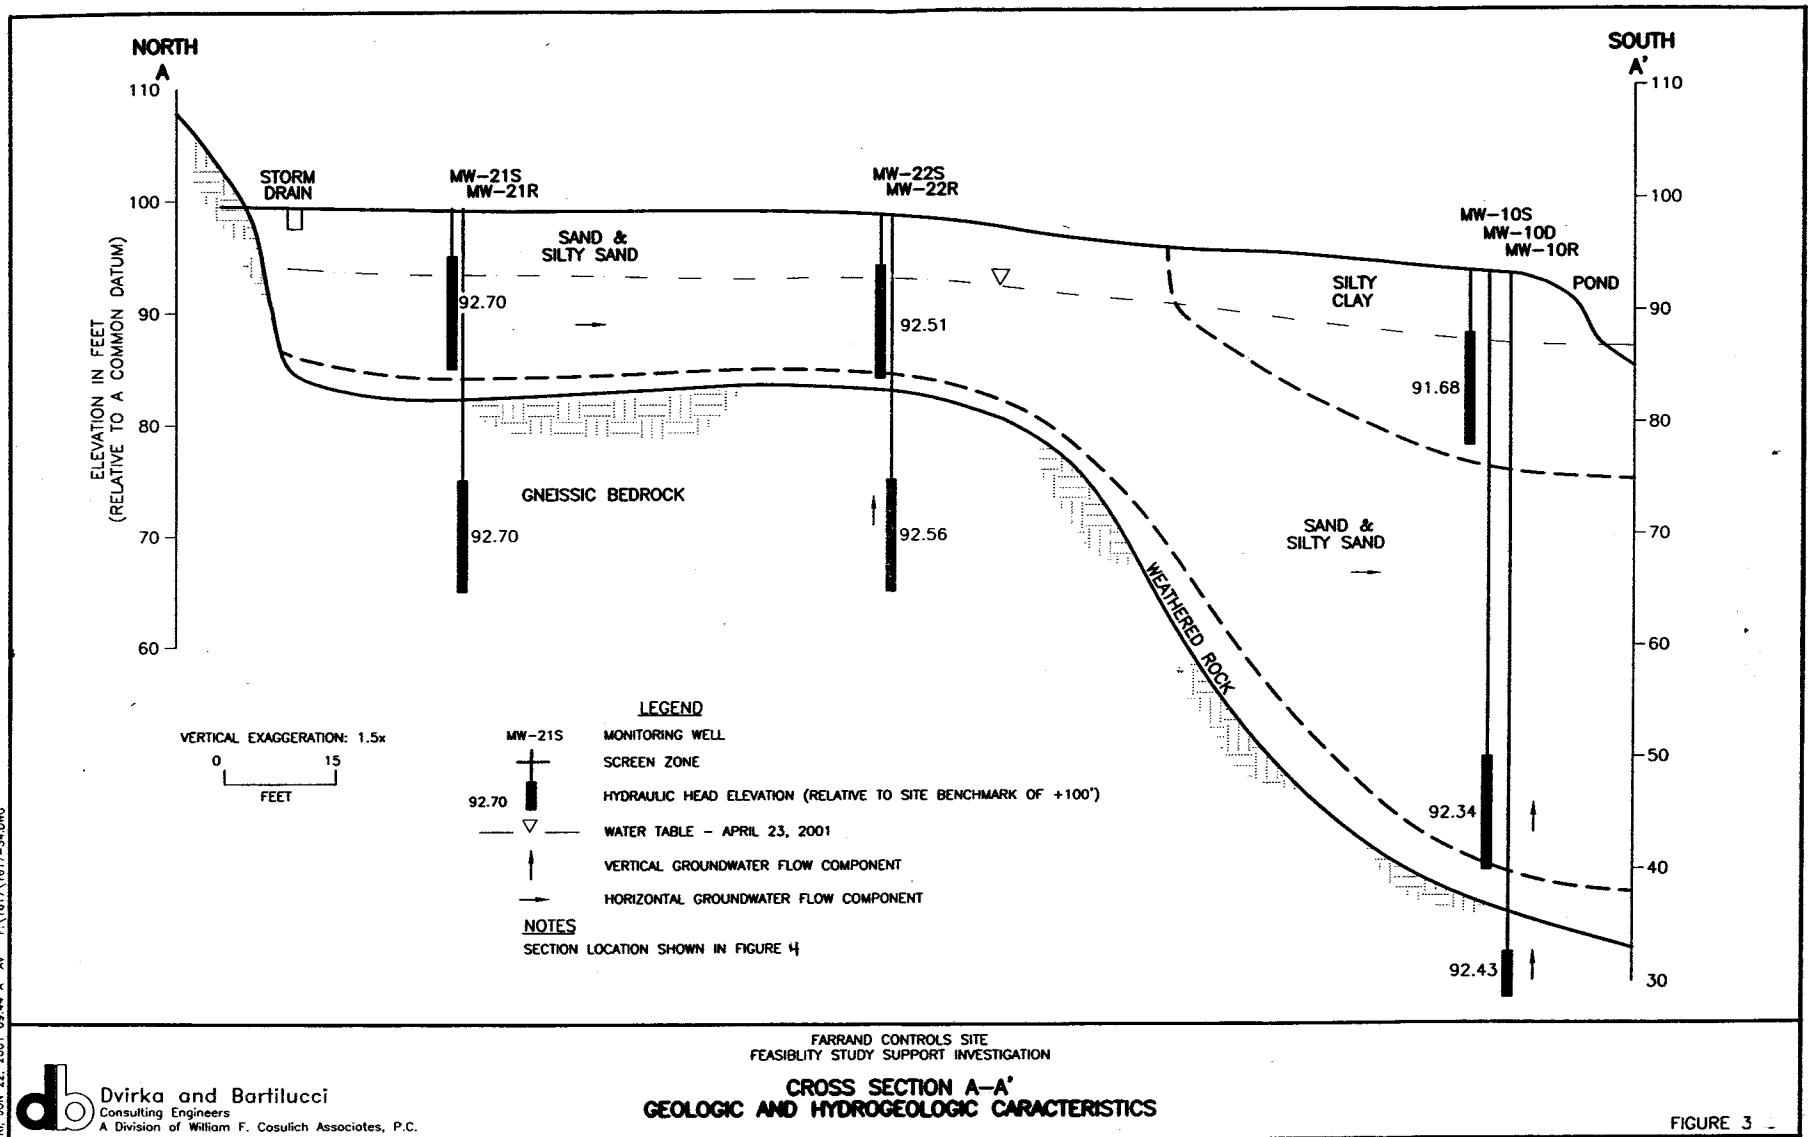 NORTH
A
SOUTH
A'
110
100
90
80
70
60
ELEVATION IN FEET
(RELATIVE TO A COMMON DATUM)
110
100
90
80
70
60
50
40
30
STORM
DRAIN
MW-21S
MW-21R
SAND &
SILTY SAND
MW-22S
MW-22R
MW-10S
MW-10D
MW-10R
SILTY
CLAY
POND
92.70
92.51
91.68
GNEISSIC BEDROCK
92.70
92.56
SAND &
SILTY SAND
WEATHERED ROCK
92.34
92.43
VERTICAL EXAGGERATION: 1.5x
0 15
FEET
LEGEND
MW-21S MONITORING WELL
SCREEN ZONE
92.70 HYDRAULIC HEAD ELEVATION (RELATIVE TO SITE BENCHMARK OF +100')
WATER TABLE - APRIL 23, 2001
VERTICAL GROUNDWATER FLOW COMPONENT
HORIZONTAL GROUNDWATER FLOW COMPONENT
NOTES
SECTION LOCATION SHOWN IN FIGURE 4
FARRAND CONTROLS SITE
FEASIBLITY STUDY SUPPORT INVESTIGATION
CROSS SECTION A-A'
GEOLOGIC AND HYDROGEOLOGIC CARACTERISTICS
db
Dvirka and Bartilucci
Consulting Engineers
A Division of William F. Cosulich Associates, P.C.
FIGURE 3